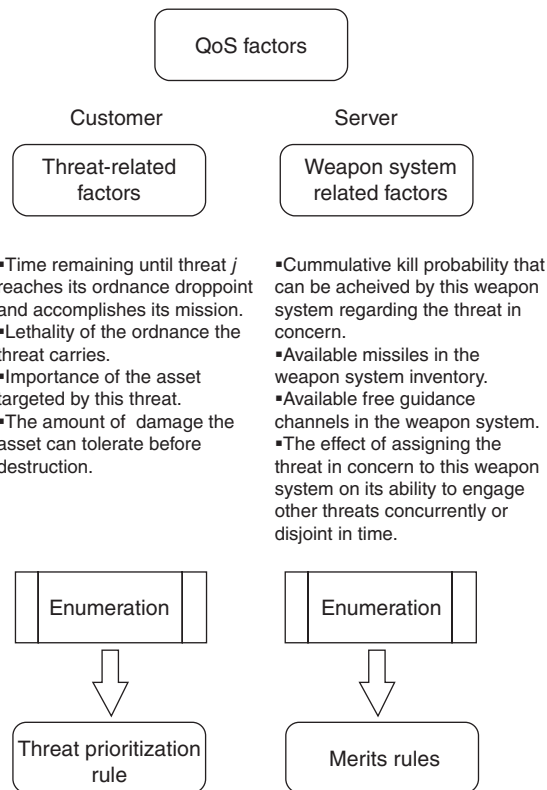 QoS factors
Customer
Threat-related
factors
▪Time remaining until threat j
reaches its ordnance droppoint
and accomplishes its mission.
▪Lethality of the ordnance the
threat carries.
▪Importance of the asset
targeted by this threat.
▪The amount of damage the
asset can tolerate before
destruction.
Enumeration
Threat prioritization
rule
Server
Weapon system
related factors
▪Cummulative kill probability that
can be acheived by this weapon
system regarding the threat in
concern.
▪Available missiles in the
weapon system inventory.
▪Available free guidance
channels in the weapon system.
▪The effect of assigning the
threat in concern to this weapon
system on its ability to engage
other threats concurrently or
disjoint in time.
Enumeration
Merits rules